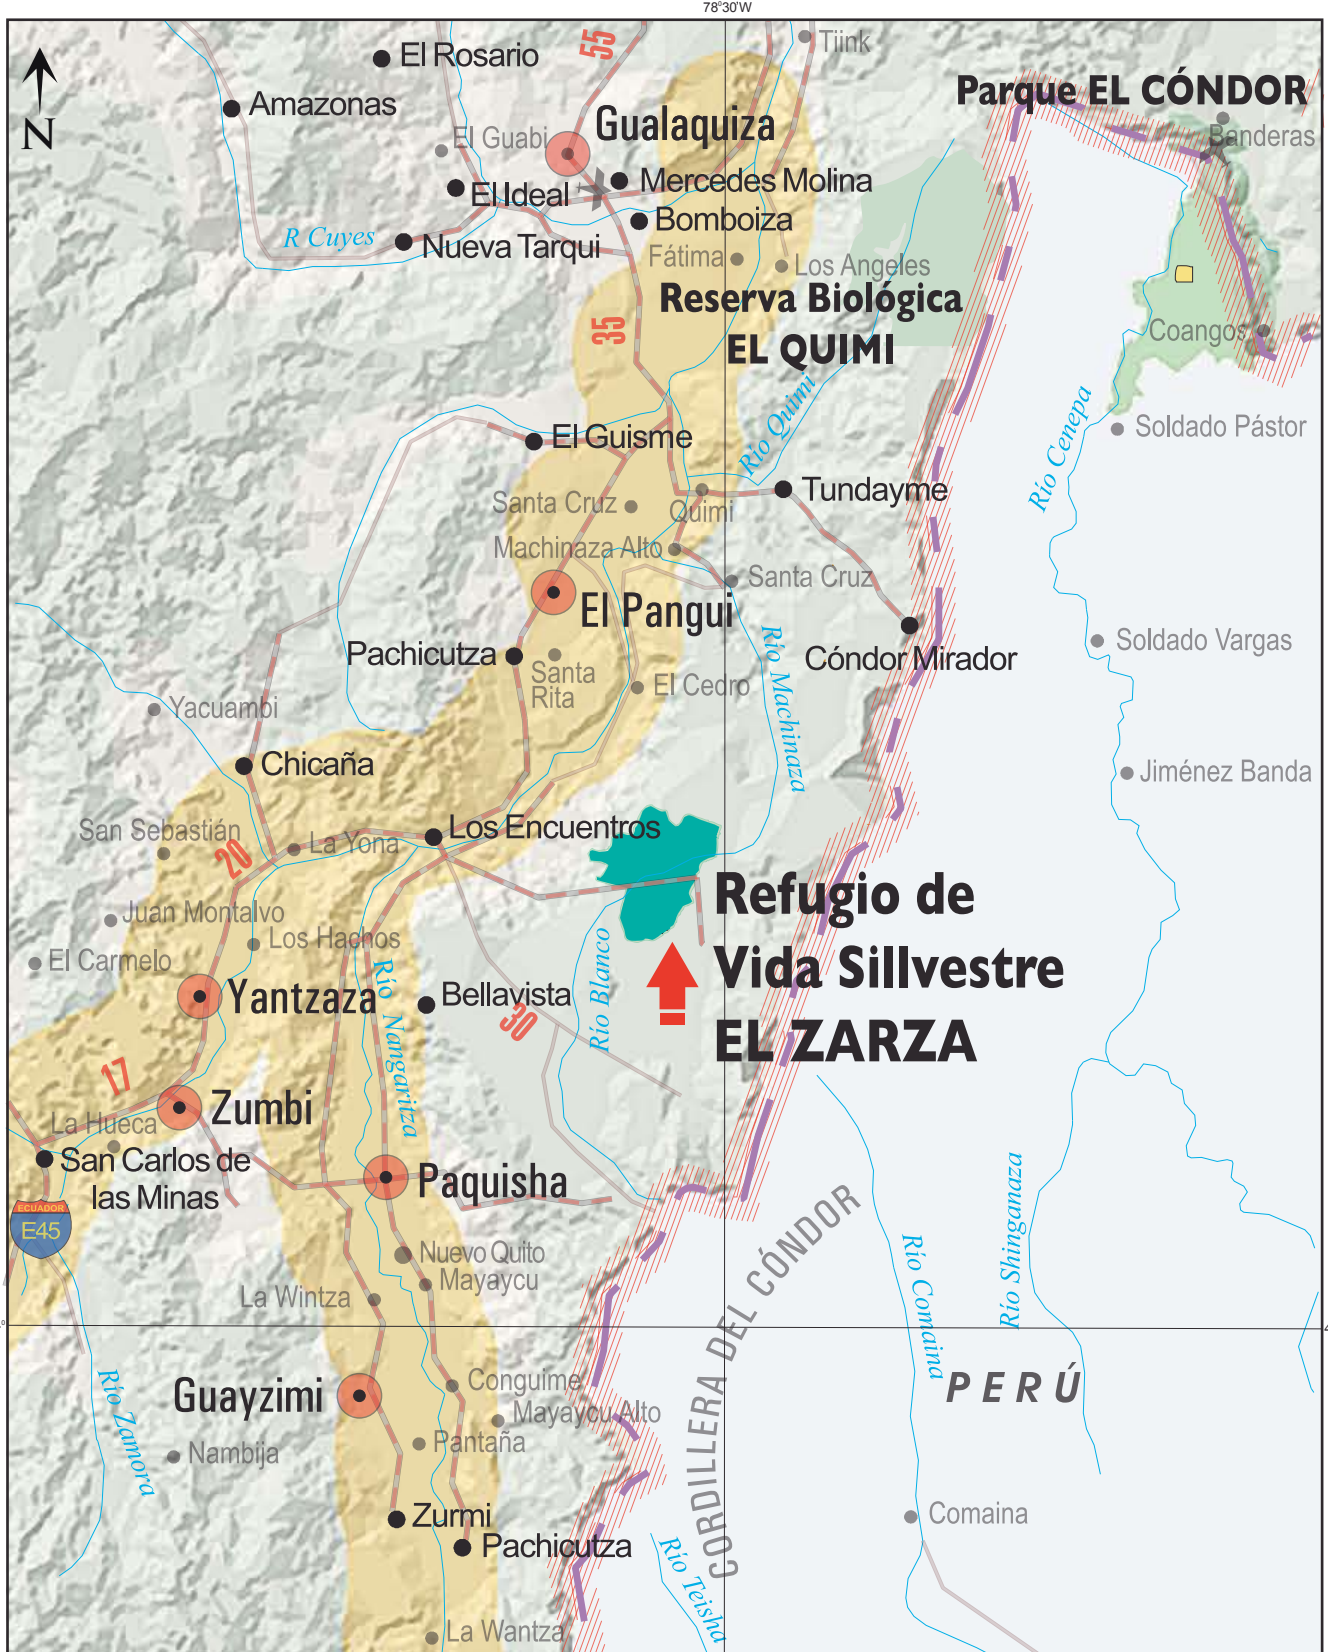 78°30'W
Tiink
55
El Rosario
Parque EL CÓNDOR
Amazonas
Gualaquiza
Banderas
N
El Guabi
El Ideal
Mercedes Molina
Bomboiza
R Cuyes
Nueva Tarqui
Fátima
Los Angeles
Reserva Biológica
EL QUIMI
35
Coangos
Río Quimi
Río Cenepa
Soldado Pástor
El Guisme
Tundayme
Santa Cruz
Quimi
Machinaza Alto
Santa Cruz
El Pangui
Río Machinaza
Cóndor Mirador
Soldado Vargas
Pachicutza
Santa
Rita
El Cedro
Yacuambi
Chicaña
Jiménez Banda
San Sebastián
20
La Yona
Los Encuentros
Refugio de
Vida Sillvestre
EL ZARZA
Juan Montalvo
Los Hachos
El Carmelo
Río Blanco
Río Nangaritza
Yantzaza
Bellavista
30
17
Zumbi
La Hueca
San Carlos de
las Minas
Paquisha
ECUADOR
E45
CORDILLERA DEL CÓNDOR
Río Shinganaza
Río Comaina
Nuevo Quito
Mayaycu
La Wintza
PERÚ
Río Zamora
Guayzimi
Conguime
Mayaycu Alto
Nambija
Pantaña
Zurmi
Comaina
Pachicutza
Río Teisha
La Wantza